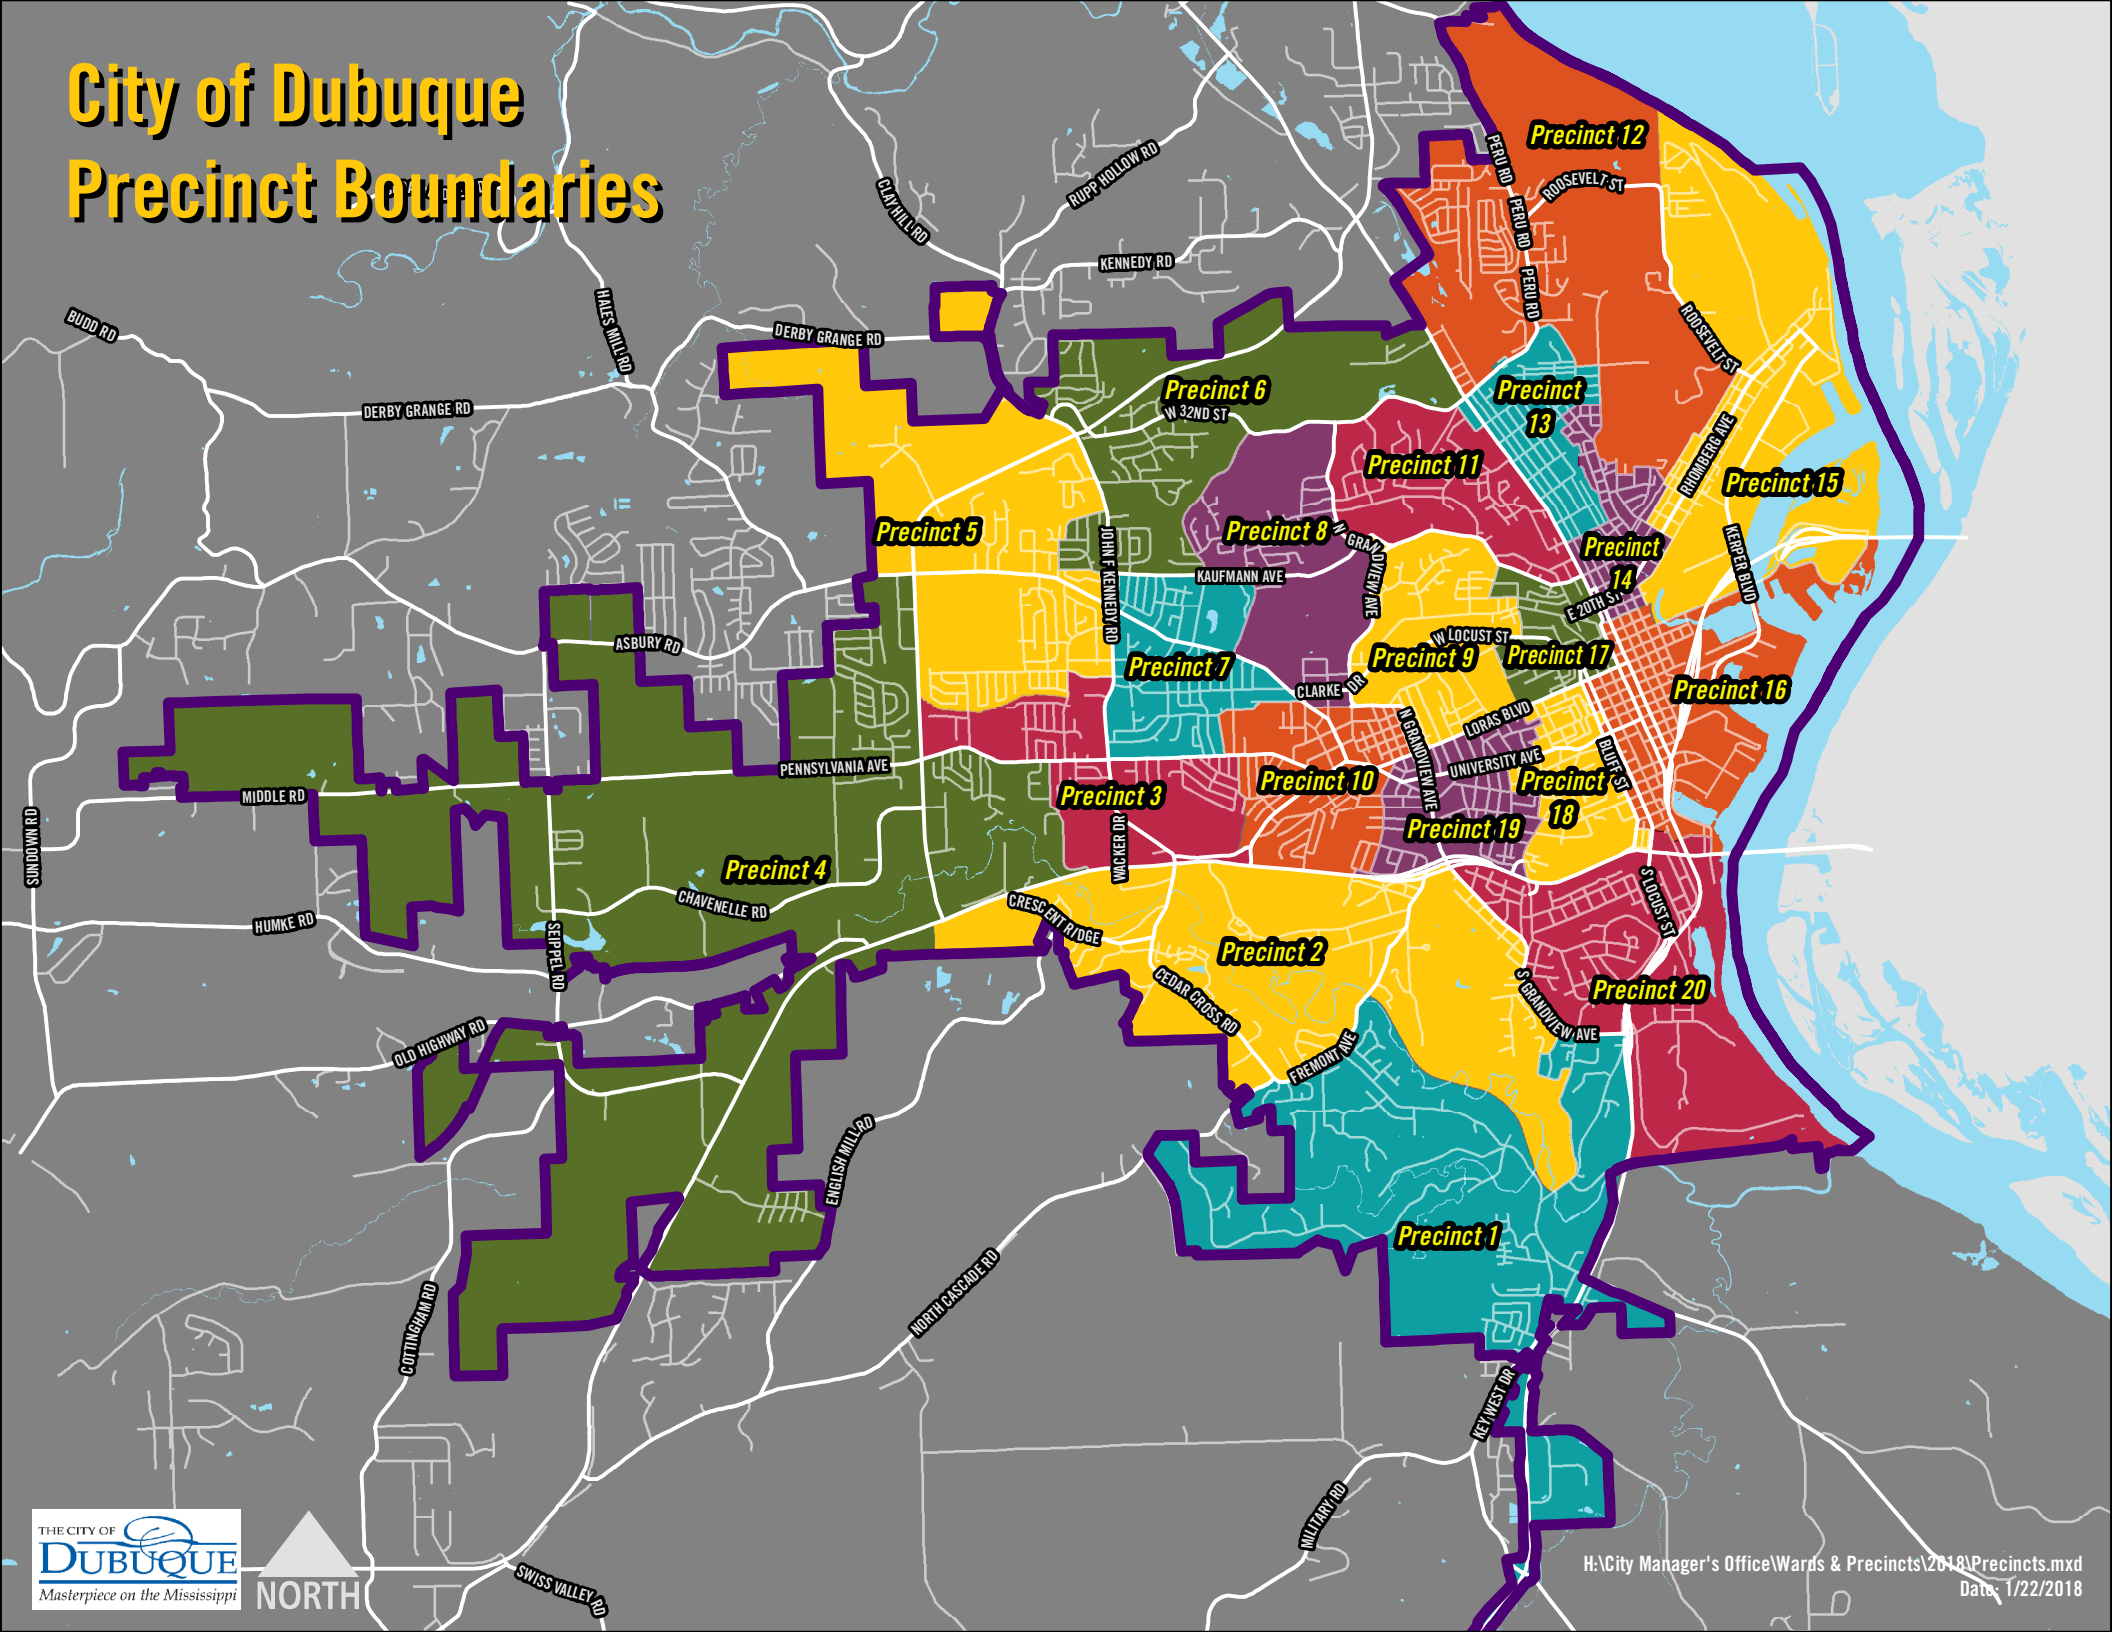 City of Dubuque
Precinct Boundaries
Precinct 12
PERU RD
ROOSEVELT ST
RUPP HOLLOW RD
CLAY HILL RD
PERU RD
KENNEDY RD
PERU RD
HALES MILL RD
BUDD RD
DERBY GRANGE RD
ROOSEVELT ST
DERBY GRANGE RD
Precinct 6
W 32ND ST
Precinct
13
Precinct 11
RHOMBERG AVE
Precinct 15
Precinct 5
Precinct 8
N GRANDVIEW AVE
JOHN F KENNEDY RD
KAUFMANN AVE
Precinct
14
KERPER BLVD
E 20TH ST
ASBURY RD
W LOCUST ST
Precinct 9
Precinct 17
Precinct 7
CLARKE DR
Precinct 16
LORAS BLVD
N GRANDVIEW AVE
UNIVERSITY AVE
BLUFF ST
PENNSYLVANIA AVE
MIDDLE RD
Precinct 3
Precinct 10
Precinct
18
Precinct 19
SUNDOWN RD
WACKER DR
Precinct 4
CHAVENELLE RD
HUMKE RD
CRESCENT RIDGE
S LOCUST ST
SEIPPEL RD
Precinct 2
CEDAR CROSS RD
Precinct 20
S GRANDVIEW AVE
OLD HIGHWAY RD
FREMONT AVE
ENGLISH MILL RD
Precinct 1
NORTH CASCADE RD
COTTINGHAM RD
KEY WEST DR
MILITARY RD
SWISS VALLEY RD
THE CITY OF
DUBUQUE
Masterpiece on the Mississippi
NORTH
H:\City Manager's Office\Wards & Precincts\2018\Precincts.mxd
Date: 1/22/2018